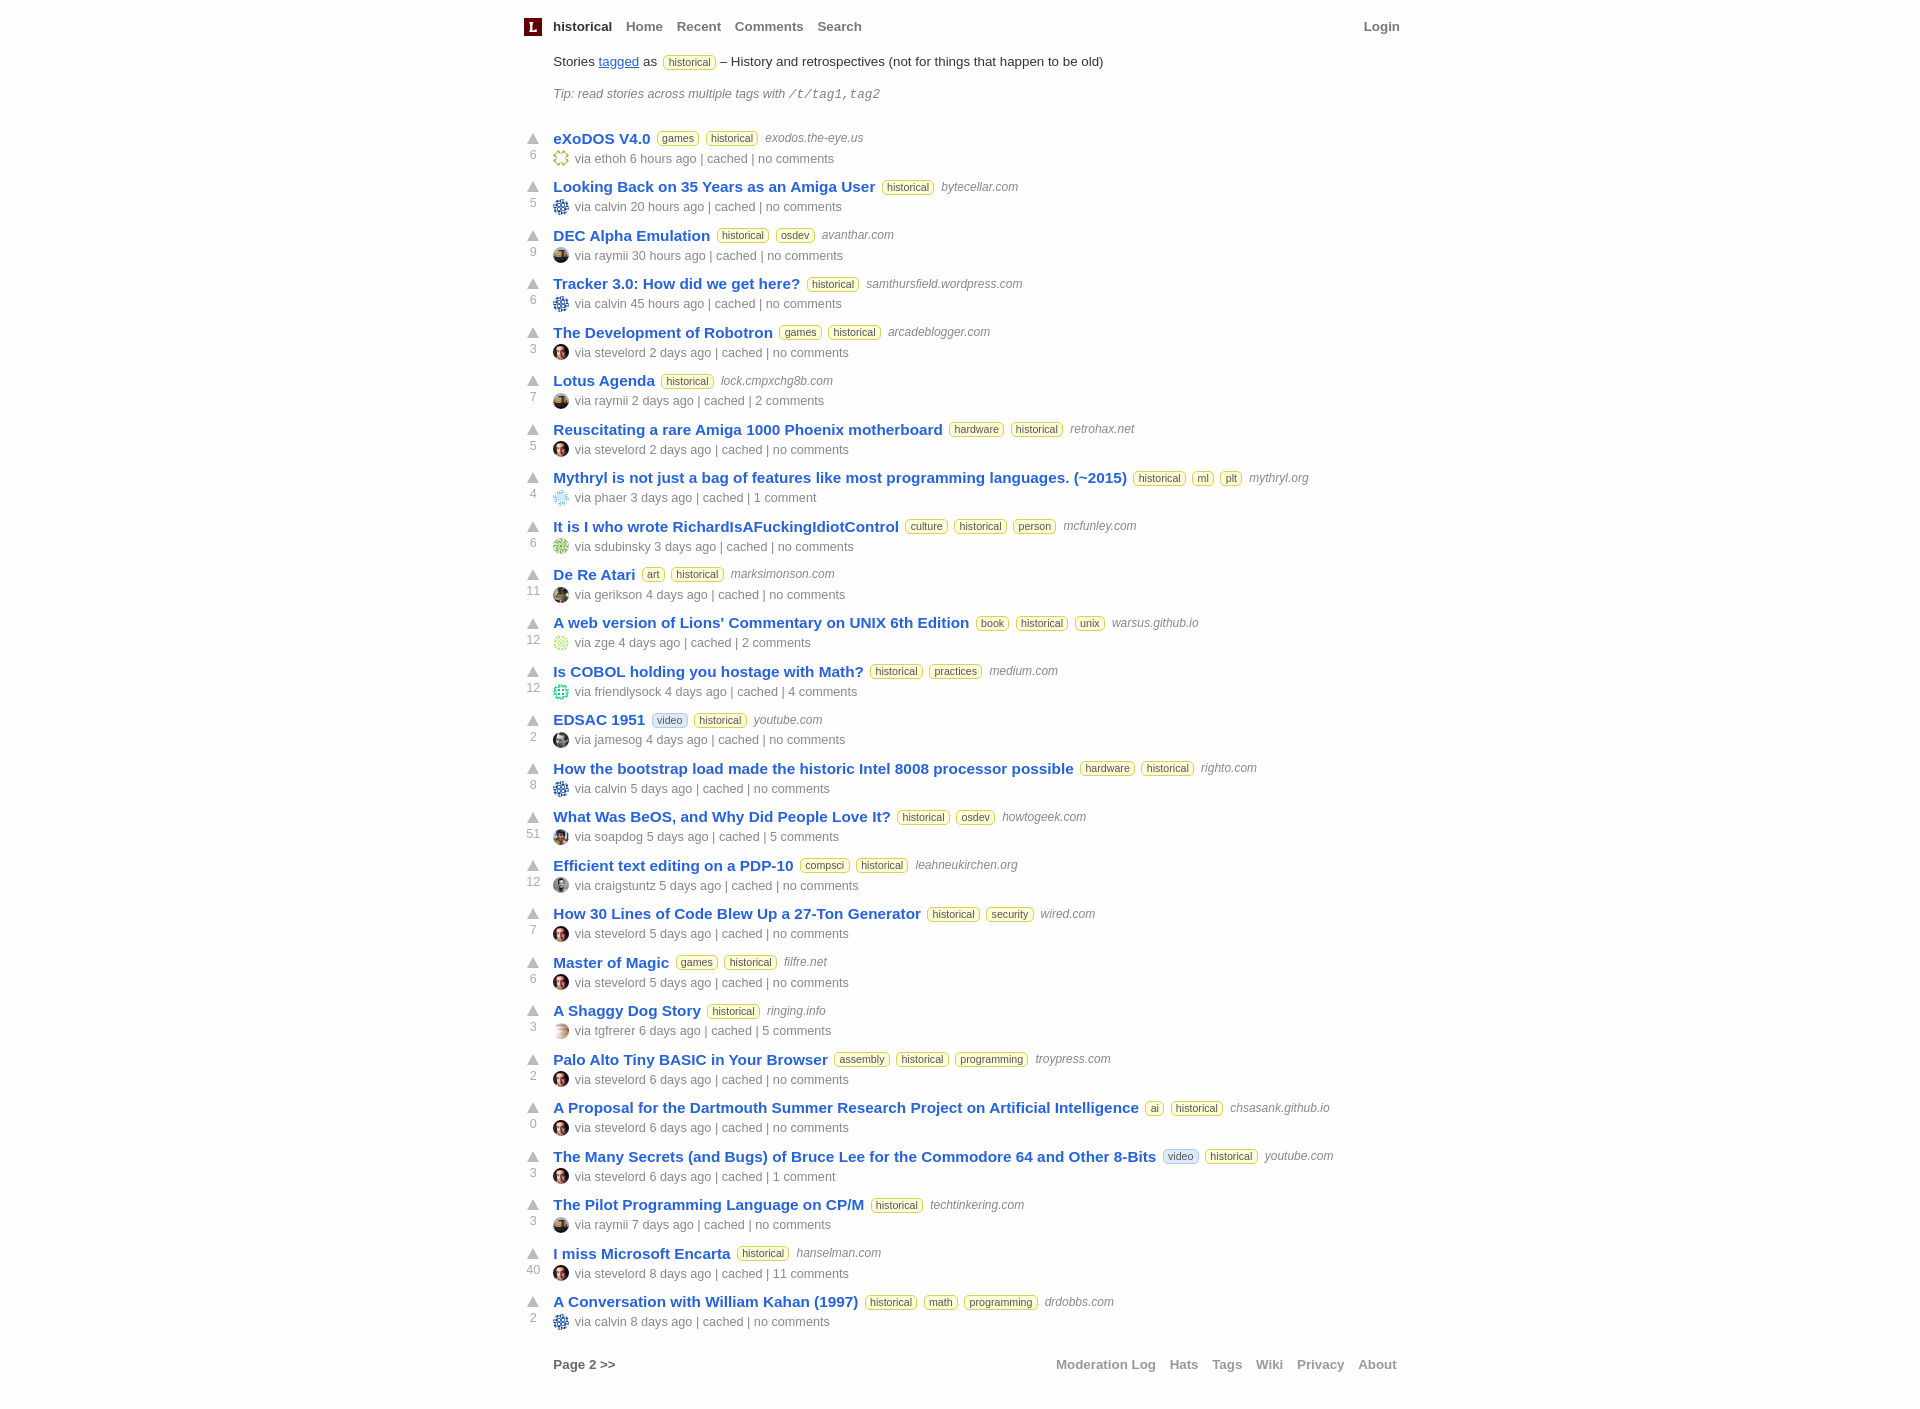 L historical Home Recent Comments Search Login
Stories tagged as historical – History and retrospectives (not for things that happen to be old)
Tip: read stories across multiple tags with /t/tag1,tag2
eXoDOS V4.0 games historical exodos.the-eye.us
6 via ethoh 6 hours ago | cached | no comments
Looking Back on 35 Years as an Amiga User historical bytecellar.com
5 via calvin 20 hours ago | cached | no comments
DEC Alpha Emulation historical osdev avanthar.com
9 via raymii 30 hours ago | cached | no comments
Tracker 3.0: How did we get here? historical samthursfield.wordpress.com
6 via calvin 45 hours ago | cached | no comments
The Development of Robotron games historical arcadeblogger.com
3 via stevelord 2 days ago | cached | no comments
Lotus Agenda historical lock.cmpxchg8b.com
7 via raymii 2 days ago | cached | 2 comments
Reuscitating a rare Amiga 1000 Phoenix motherboard hardware historical retrohax.net
5 via stevelord 2 days ago | cached | no comments
Mythryl is not just a bag of features like most programming languages. (~2015) historical ml plt mythryl.org
4 via phaer 3 days ago | cached | 1 comment
It is I who wrote RichardIsAFuckingIdiotControl culture historical person mcfunley.com
6 via sdubinsky 3 days ago | cached | no comments
De Re Atari art historical marksimonson.com
11 via gerikson 4 days ago | cached | no comments
A web version of Lions' Commentary on UNIX 6th Edition book historical unix warsus.github.io
12 via zge 4 days ago | cached | 2 comments
Is COBOL holding you hostage with Math? historical practices medium.com
12 via friendlysock 4 days ago | cached | 4 comments
EDSAC 1951 video historical youtube.com
2 via jamesog 4 days ago | cached | no comments
How the bootstrap load made the historic Intel 8008 processor possible hardware historical righto.com
8 via calvin 5 days ago | cached | no comments
What Was BeOS, and Why Did People Love It? historical osdev howtogeek.com
51 via soapdog 5 days ago | cached | 5 comments
Efficient text editing on a PDP-10 compsci historical leahneukirchen.org
12 via craigstuntz 5 days ago | cached | no comments
How 30 Lines of Code Blew Up a 27-Ton Generator historical security wired.com
7 via stevelord 5 days ago | cached | no comments
Master of Magic games historical filfre.net
6 via stevelord 5 days ago | cached | no comments
A Shaggy Dog Story historical ringing.info
3 via tgfrerer 6 days ago | cached | 5 comments
Palo Alto Tiny BASIC in Your Browser assembly historical programming troypress.com
2 via stevelord 6 days ago | cached | no comments
A Proposal for the Dartmouth Summer Research Project on Artificial Intelligence ai historical chsasank.github.io
0 via stevelord 6 days ago | cached | no comments
The Many Secrets (and Bugs) of Bruce Lee for the Commodore 64 and Other 8-Bits video historical youtube.com
3 via stevelord 6 days ago | cached | 1 comment
The Pilot Programming Language on CP/M historical techtinkering.com
3 via raymii 7 days ago | cached | no comments
I miss Microsoft Encarta historical hanselman.com
40 via stevelord 8 days ago | cached | 11 comments
A Conversation with William Kahan (1997) historical math programming drdobbs.com
2 via calvin 8 days ago | cached | no comments
Page 2 >> Moderation Log Hats Tags Wiki Privacy About